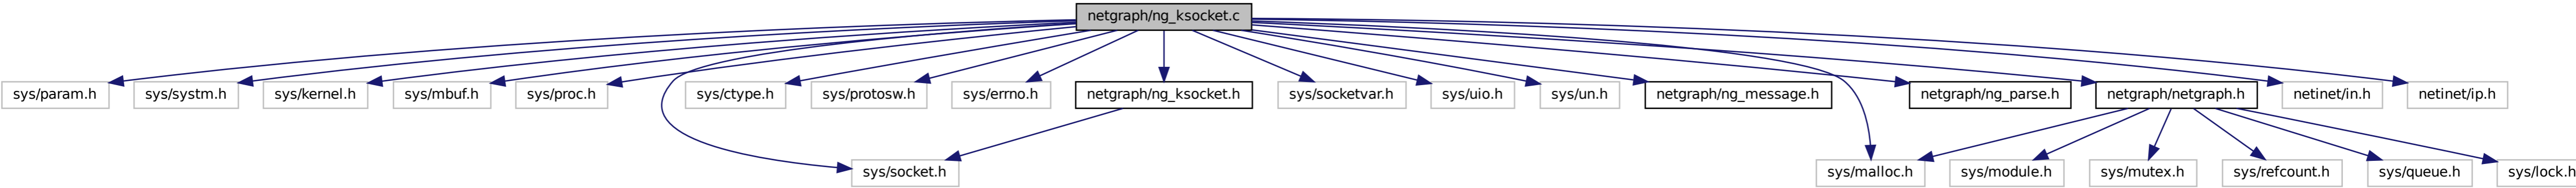 netgraph/ng_ksocket.c
sys/param.h
sys/systm.h
sys/kernel.h
sys/mbuf.h
sys/proc.h
sys/ctype.h
sys/protosw.h
sys/errno.h
netgraph/ng_ksocket.h
sys/socketvar.h
sys/uio.h
sys/un.h
netgraph/ng_message.h
netgraph/ng_parse.h
netgraph/netgraph.h
netinet/in.h
netinet/ip.h
sys/socket.h
sys/malloc.h
sys/module.h
sys/mutex.h
sys/refcount.h
sys/queue.h
sys/lock.h